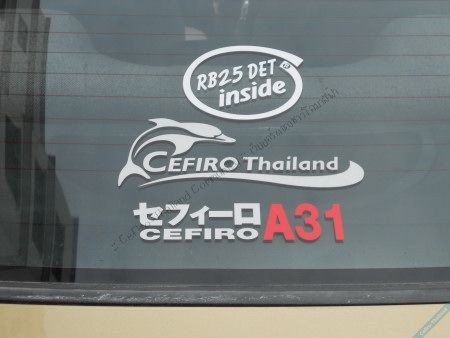 RB25 DET
inside
CEFIRO Thailand
セフィーロ
CEFIRO A31